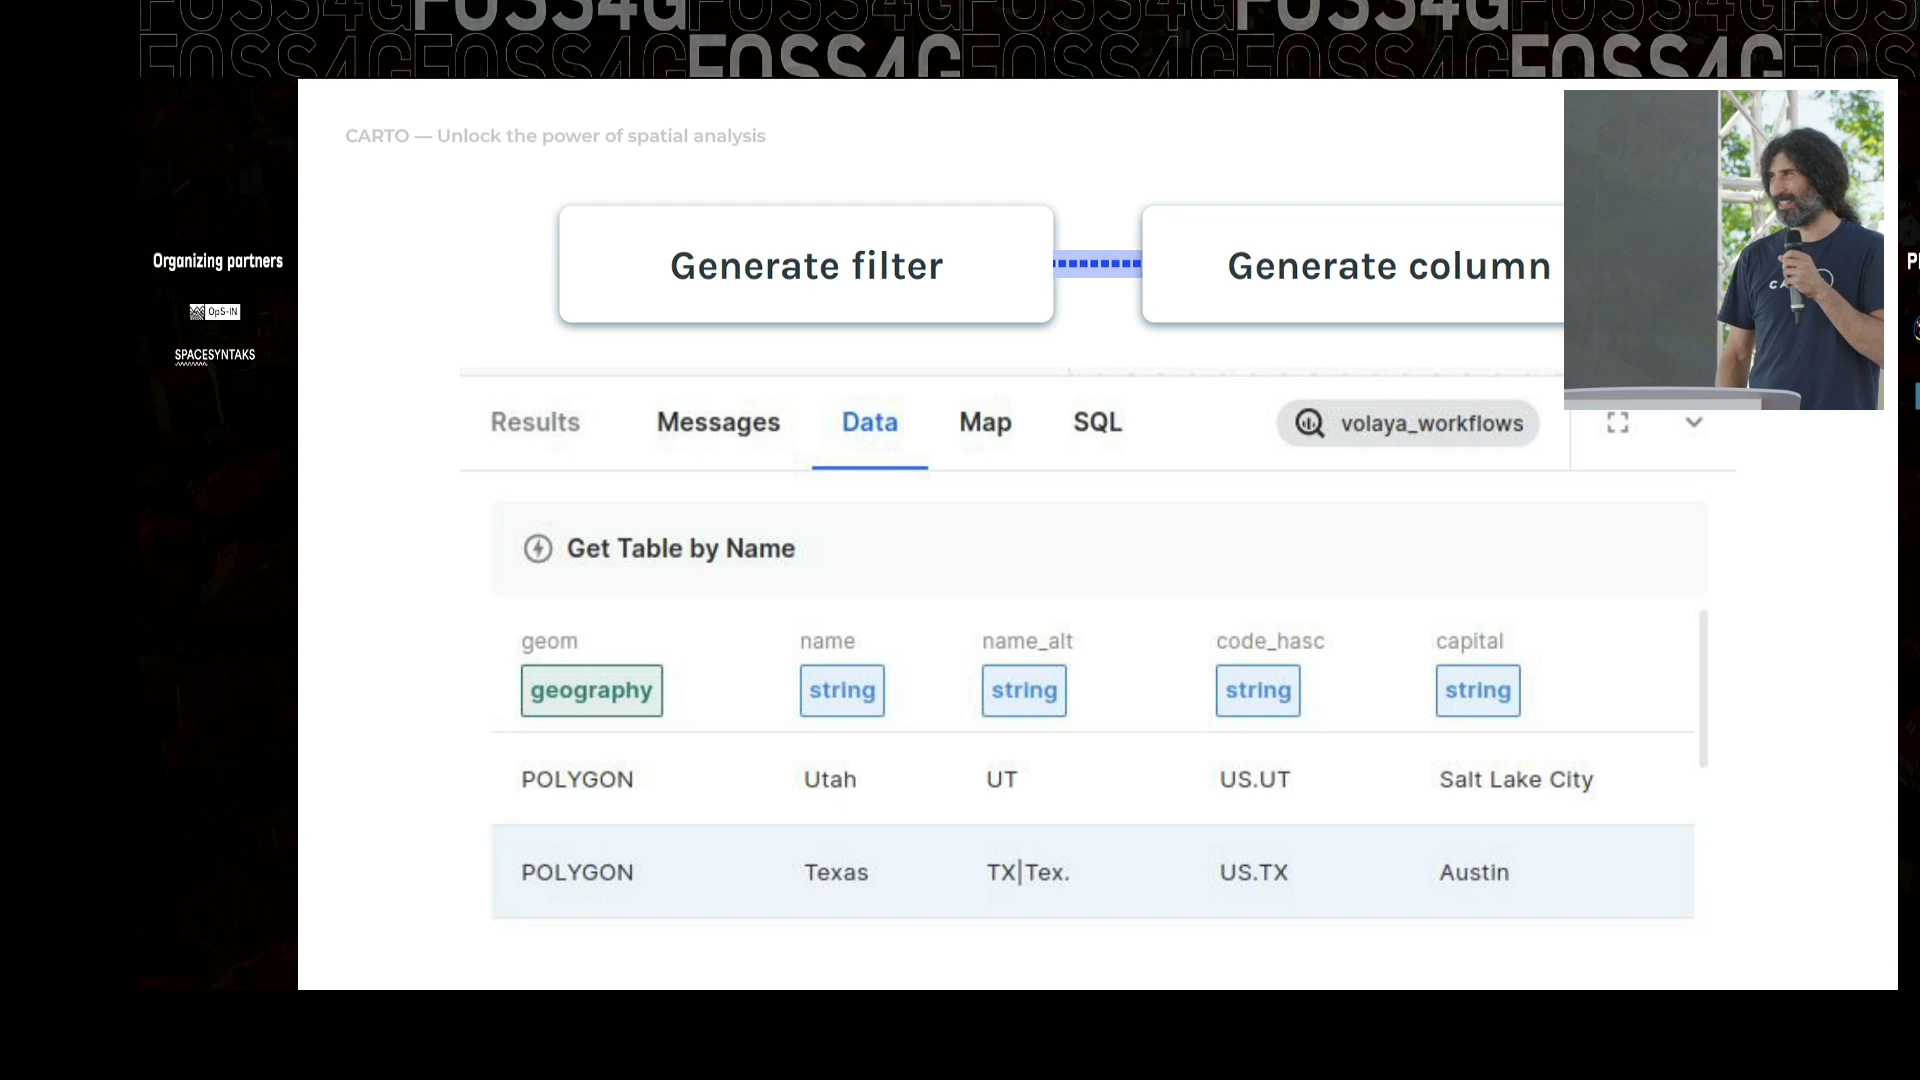 FOSS4GFOSS4GFOSS4GFOSS4GFOSS4GFOSS4G
FOSS4GFOSS4GFOSS4GFOSS4GFOSS4GFOSS4G
CARTO — Unlock the power of spatial analysis
Generate filter
Generate column
Organizing partners
OpS-IN
SPACESYNTAKS
Results
Messages
Data
Map
SQL
volaya_workflows
Get Table by Name
geom name name_alt code_hasc capital
geography string string string string
POLYGON Utah UT US.UT Salt Lake City
POLYGON Texas TX|Tex. US.TX Austin